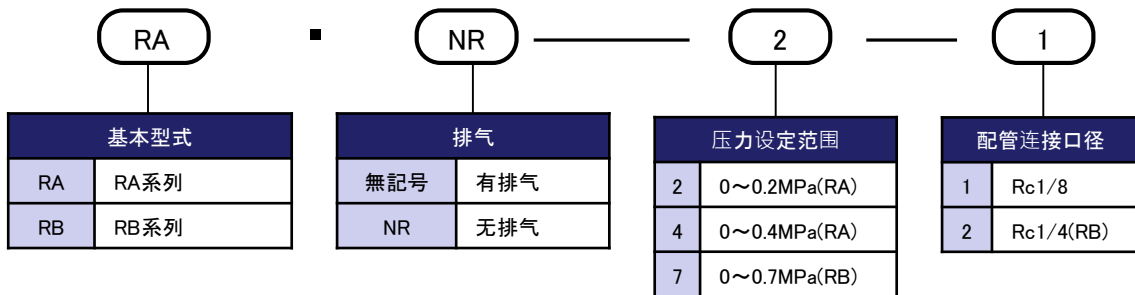 RA ▪ NR — 2 — 1
基本型式
RA RA系列
RB RB系列
排气
無記号 有排气
NR 无排气
压力设定范围
2 0～0.2MPa(RA)
4 0～0.4MPa(RA)
7 0～0.7MPa(RB)
配管连接口径
1 Rc1/8
2 Rc1/4(RB)